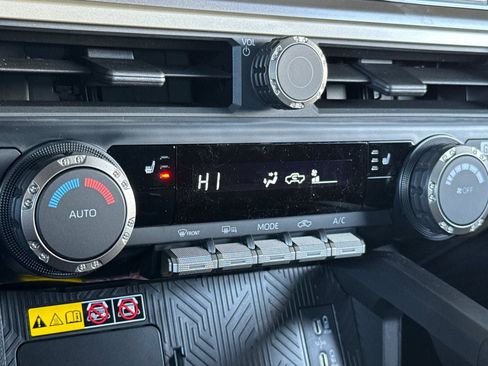 VOL
HI
FRONT
MODE
A/C
AUTO
OFF